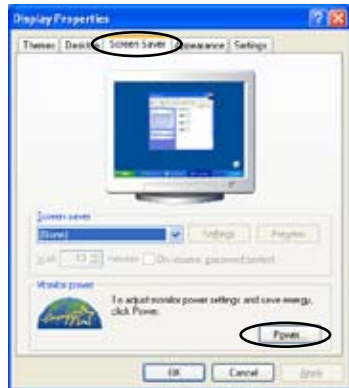 Display Properties
Themes Desktop Screen Saver Appearance Settings
Screen saver
(None) Settings Preview
Wait: minutes On resume, password protect
Monitor power
To adjust monitor power settings and save energy,
click Power.
Power...
OK Cancel Apply